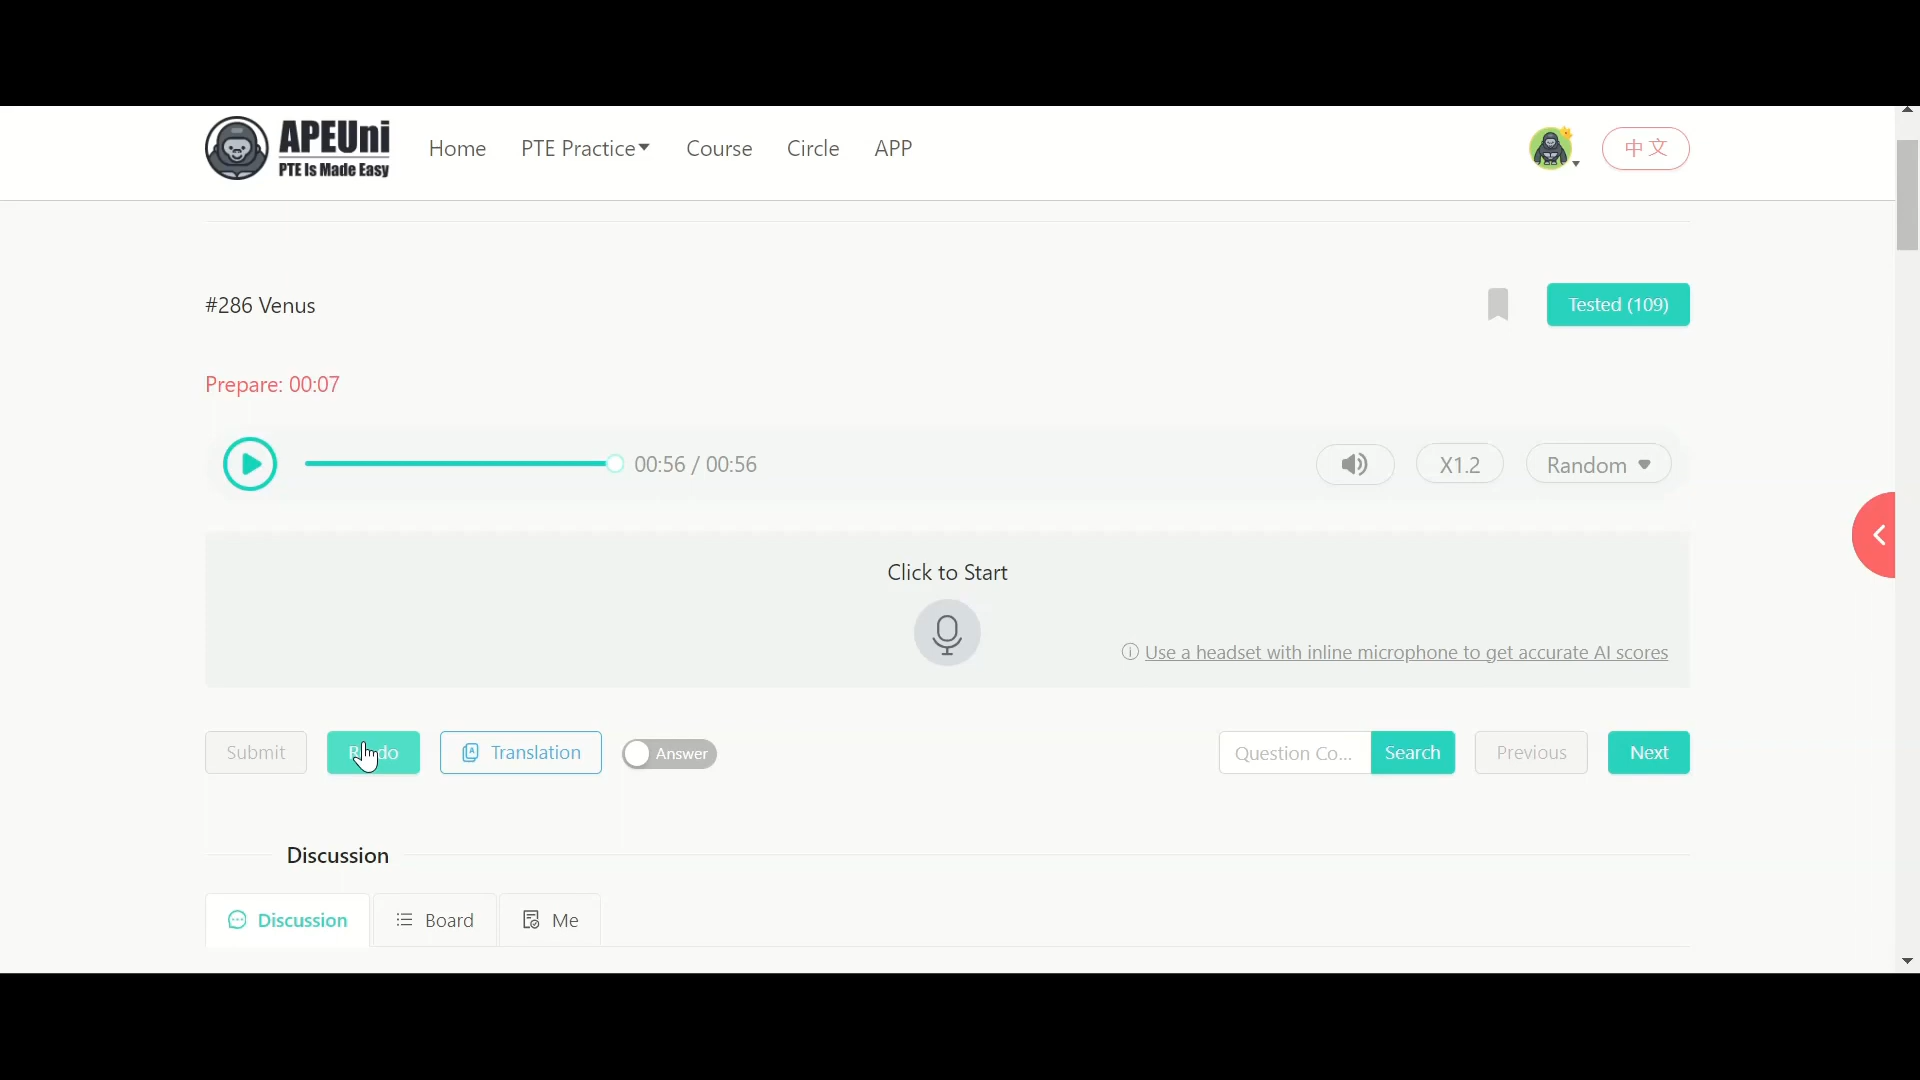 APEUni
PTE Is Made Easy
Home
PTE Practice
Course
Circle
APP
中文
#286 Venus
Tested (109)
Prepare: 00:07
00:56 / 00:56
X1.2
Random
Click to Start
Use a headset with inline microphone to get accurate AI scores
Submit
Translation
Answer
Question Co...
Search
Previous
Next
Discussion
Discussion
Board
Me